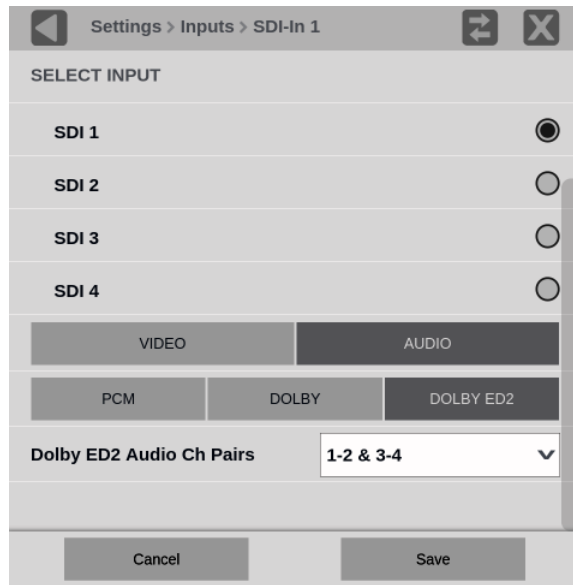 Settings > Inputs > SDI-In 1
SELECT INPUT
SDI 1
SDI 2
SDI 3
SDI 4
VIDEO AUDIO
PCM DOLBY DOLBY ED2
Dolby ED2 Audio Ch Pairs 1-2 & 3-4
Cancel Save